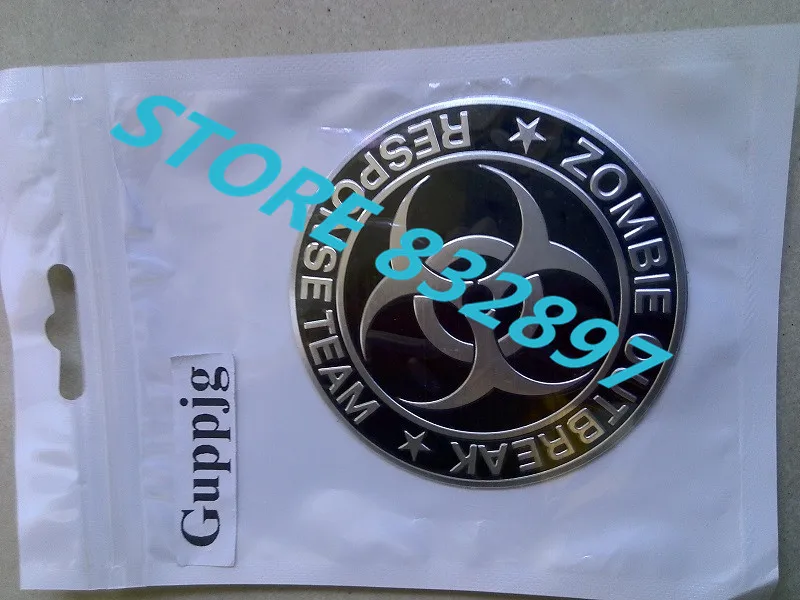 STORE 832897
ZOMBIE OUTBREAK
RESPONSE TEAM
Guppjg